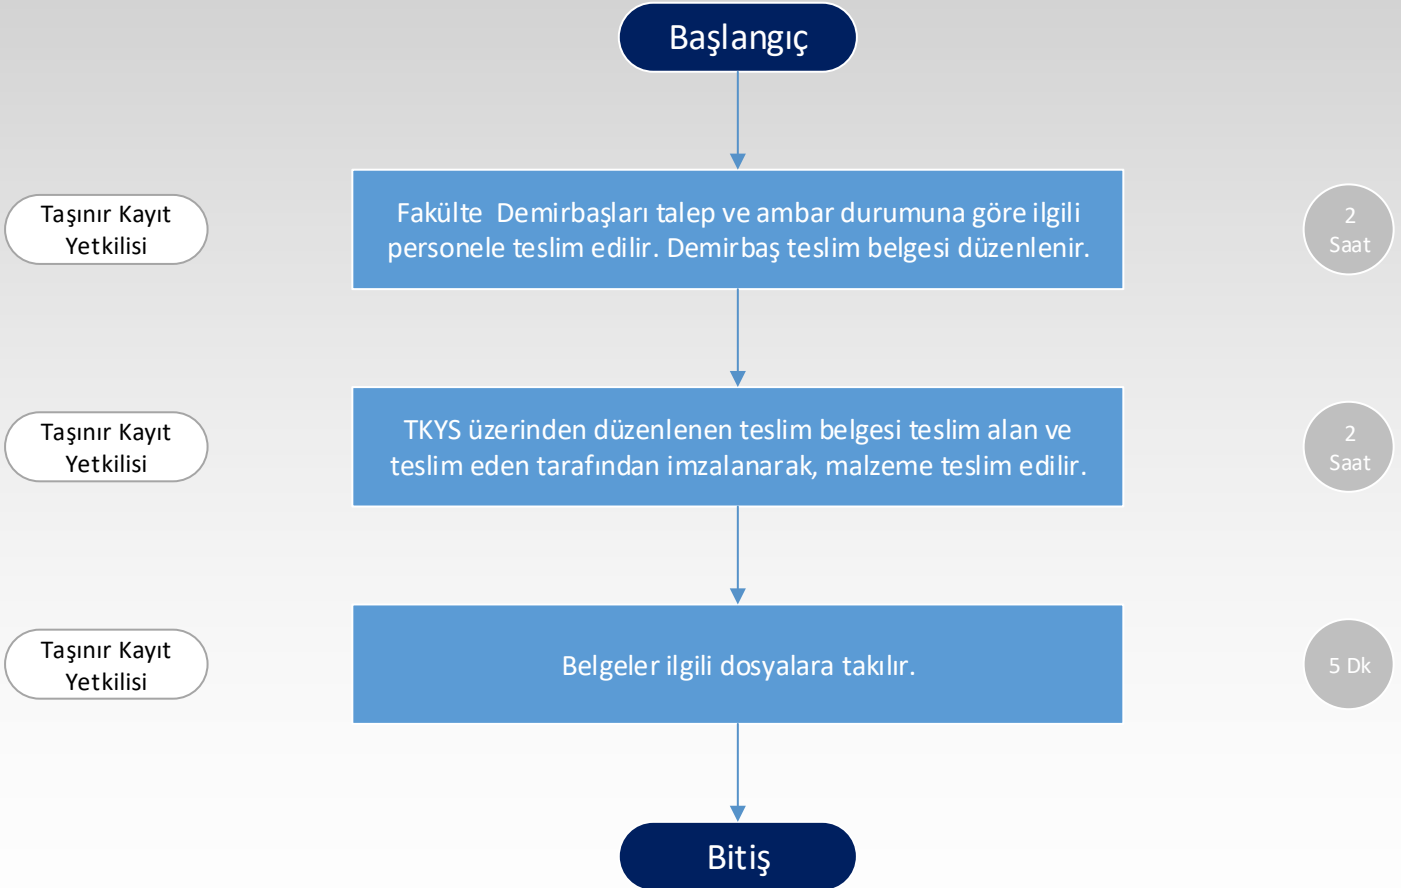 Başlangıç
Taşınır Kayıt
Yetkilisi
Fakülte Demirbaşları talep ve ambar durumuna göre ilgili
personele teslim edilir. Demirbaş teslim belgesi düzenlenir.
2
Saat
Taşınır Kayıt
Yetkilisi
TKYS üzerinden düzenlenen teslim belgesi teslim alan ve
teslim eden tarafından imzalanarak, malzeme teslim edilir.
2
Saat
Taşınır Kayıt
Yetkilisi
Belgeler ilgili dosyalara takılır.
5 Dk
Bitiş